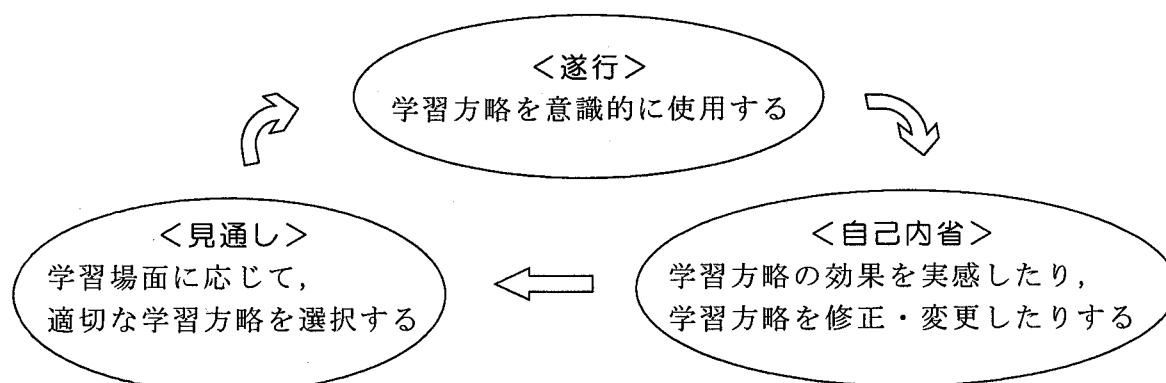 ＜遂行＞
学習方略を意識的に使用する
＜見通し＞
学習場面に応じて，
適切な学習方略を選択する
＜自己内省＞
学習方略の効果を実感したり，
学習方略を修正・変更したりする